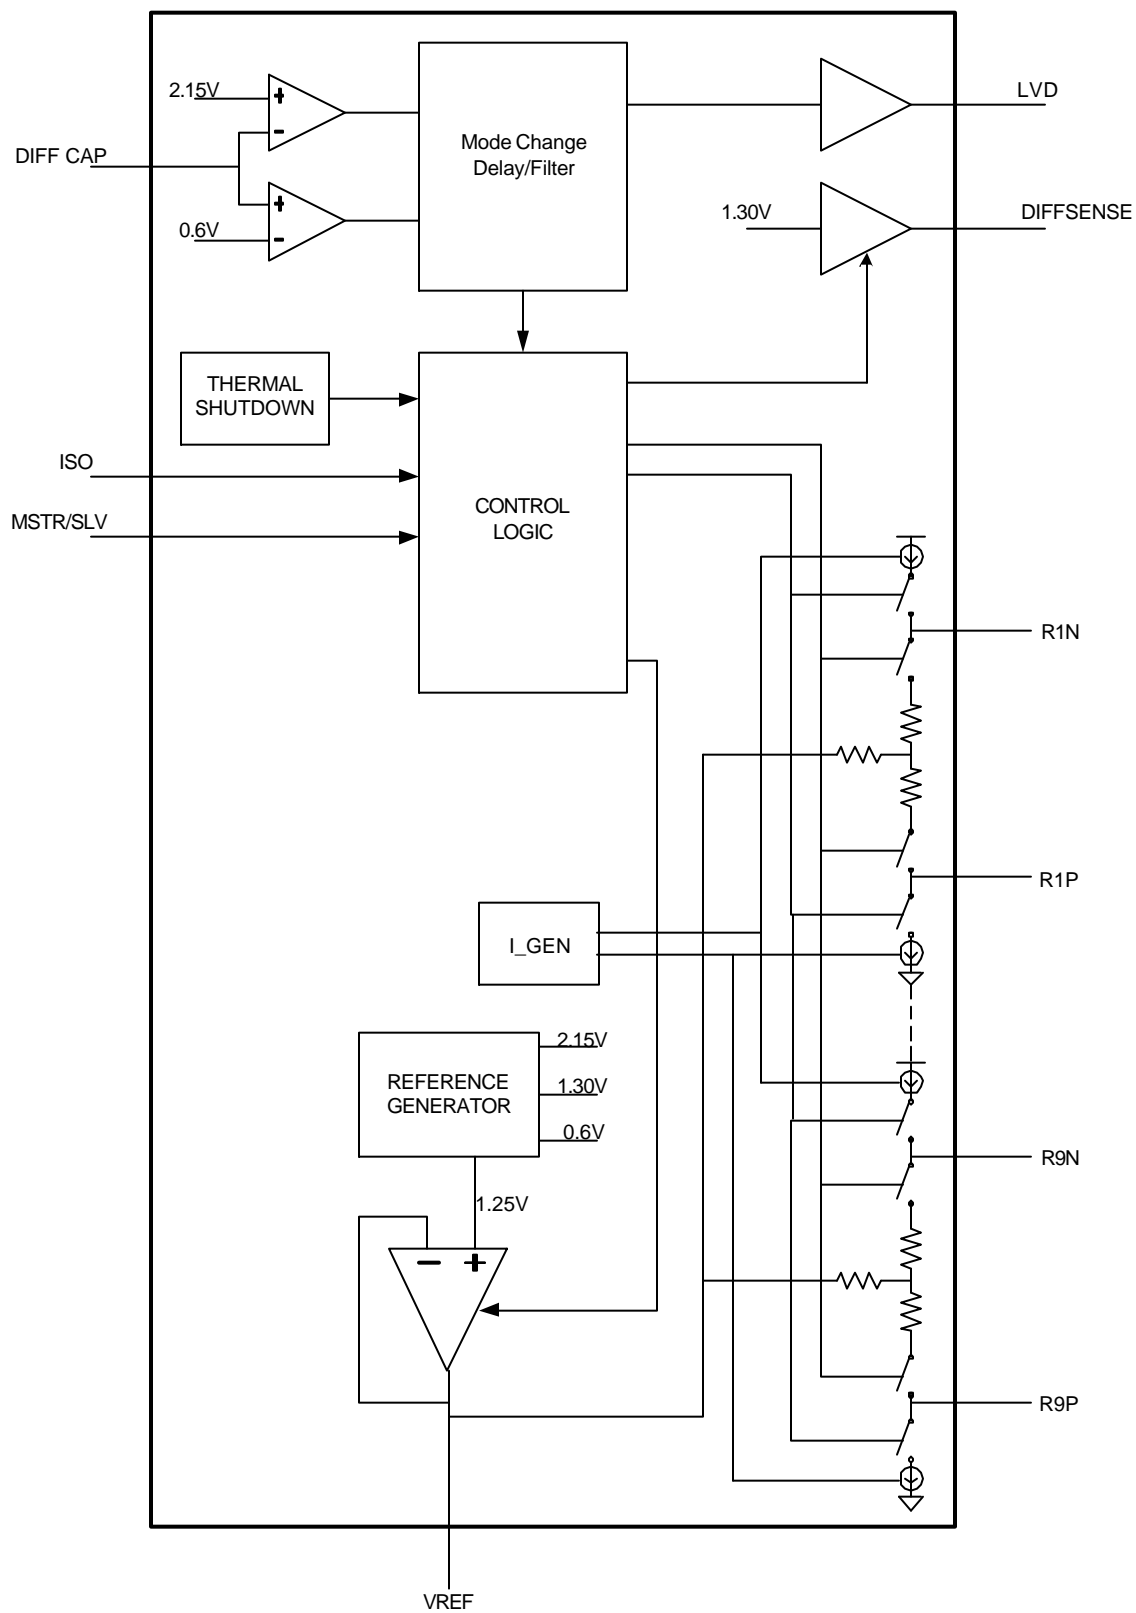 2.15V
LVD
Mode Change
Delay/Filter
DIFF CAP
1.30V
DIFFSENSE
0.6V
THERMAL
SHUTDOWN
ISO
CONTROL
LOGIC
MSTR/SLV
R1N
R1P
I_GEN
2.15V
REFERENCE
GENERATOR
1.30V
0.6V
R9N
1.25V
R9P
VREF